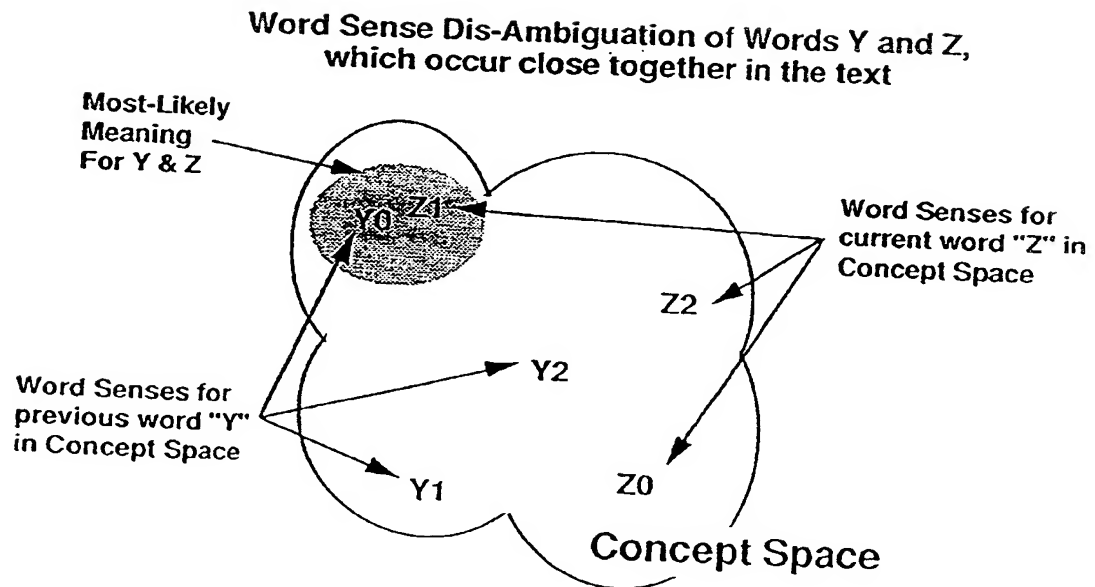 Word Sense Dis-Ambiguation of Words Y and Z,
which occur close together in the text
Most-Likely
Meaning
For Y & Z
Y0 Z1
Word Senses for
current word "Z" in
Concept Space
Z2
Y2
Word Senses for
previous word "Y"
in Concept Space
Y1
Z0
Concept Space